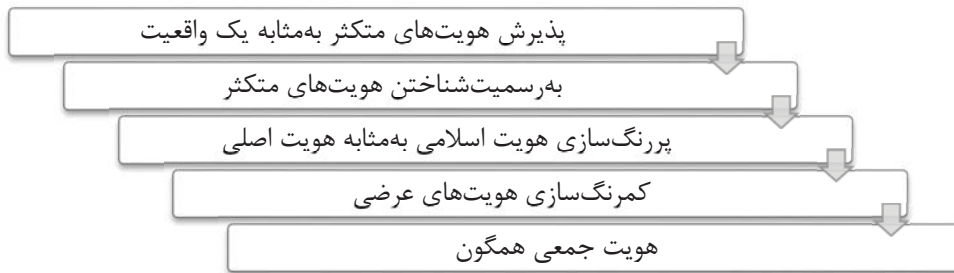 پذیرش هویت‌های متکثر به‌مثابه یک واقعیت
به‌رسمیت‌شناختن هویت‌های متکثر
پررنگ‌سازی هویت اسلامی به‌مثابه هویت اصلی
کمرنگ‌سازی هویت‌های عرضی
هویت جمعی همگون